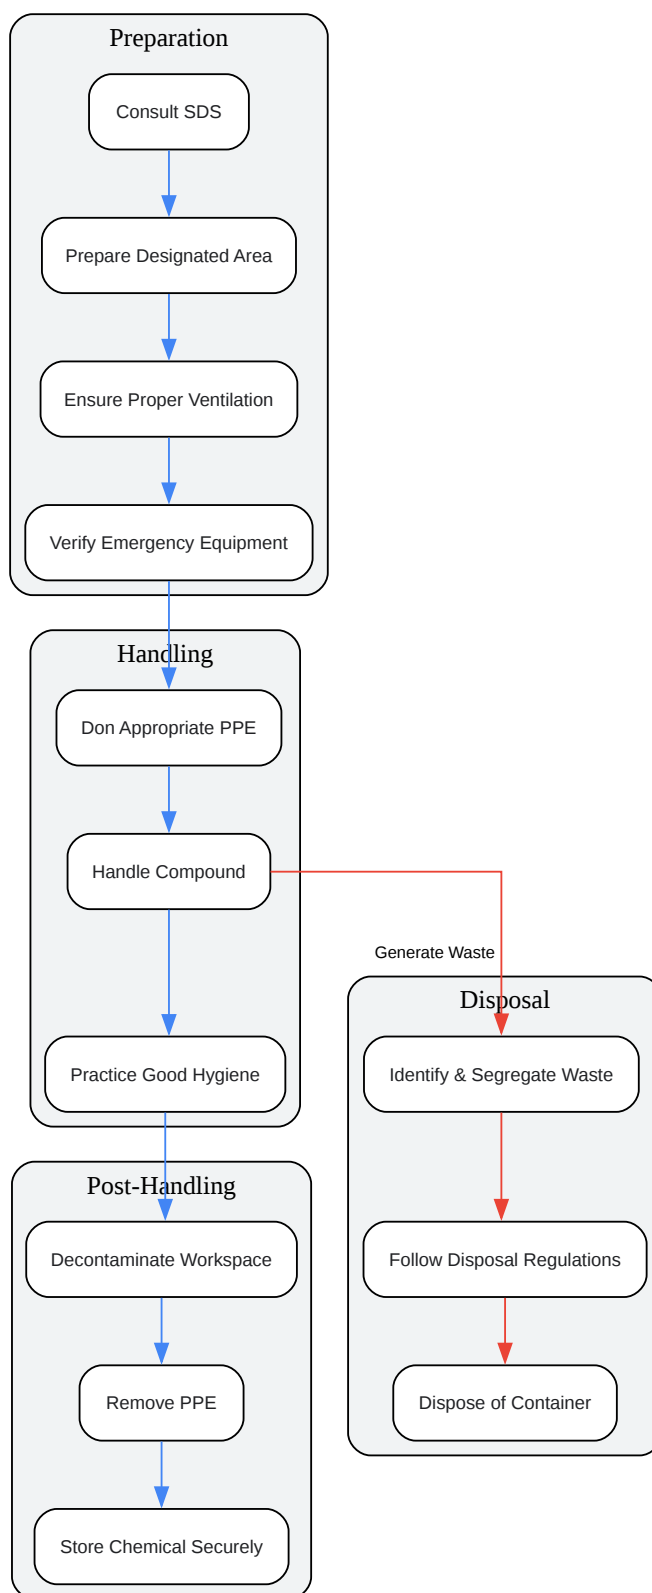 Preparation
Consult SDS
Prepare Designated Area
Ensure Proper Ventilation
Verify Emergency Equipment
Handling
Don Appropriate PPE
Handle Compound
Generate Waste
Practice Good Hygiene
Disposal
Identify & Segregate Waste
Follow Disposal Regulations
Dispose of Container
Post-Handling
Decontaminate Workspace
Remove PPE
Store Chemical Securely